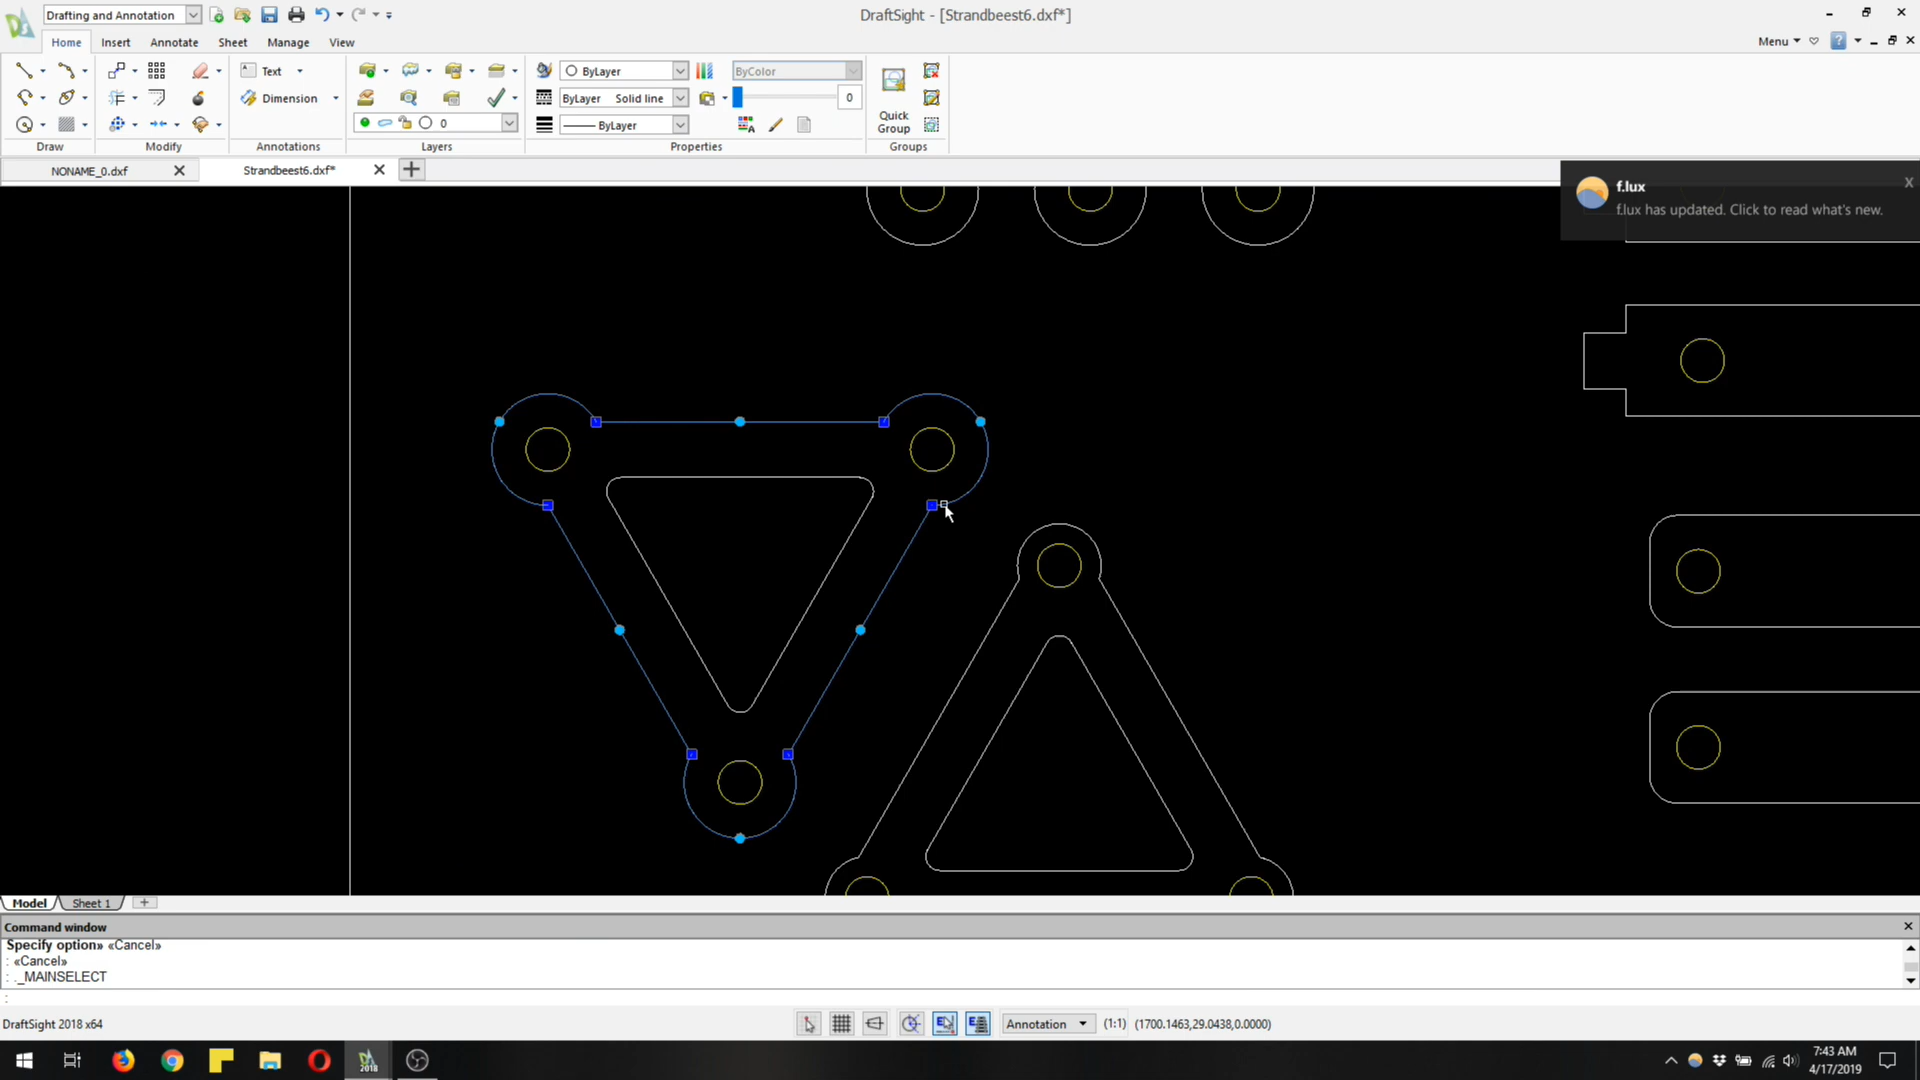 Drafting and Annotation
DraftSight - [Strandbeest6.dxf*]
Home
Insert
Annotate
Sheet
Manage
View
Menu
?
Text
ByLayer
ByColor
Dimension
ByLayer Solid line
0
0
ByLayer
Quick
Group
Draw
Modify
Annotations
Layers
Properties
Groups
NONAME_0.dxf
Strandbeest6.dxf*
f.lux
X
f.lux has updated. Click to read what's new.
Model
Sheet 1
Command window
Specify option» «Cancel»
: «Cancel»
: ._MAINSELECT
:
DraftSight 2018 x64
Annotation
(1:1)
(1700.1463,29.0438,0.0000)
2018
7:43 AM
4/17/2019